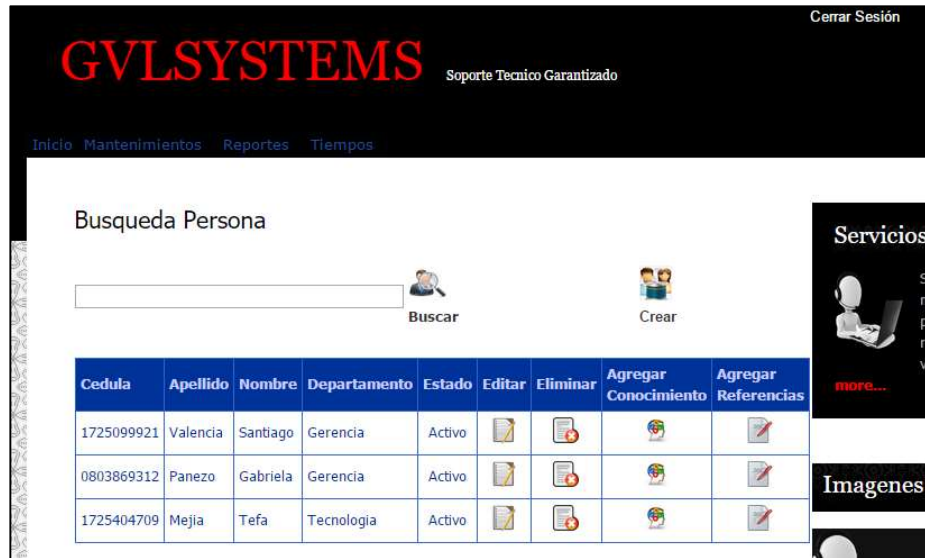 Cerrar Sesión
GVLSYSTEMS Soporte Tecnico Garantizado
Inicio Mantenimientos Reportes Tiempos
Busqueda Persona
Servicios
Buscar
Crear
more...
Cedula Apellido Nombre Departamento Estado Editar Eliminar Agregar Conocimiento Agregar Referencias
1725099921 Valencia Santiago Gerencia Activo
0803869312 Panezo Gabriela Gerencia Activo
1725404709 Mejia Tefa Tecnologia Activo
Imagenes